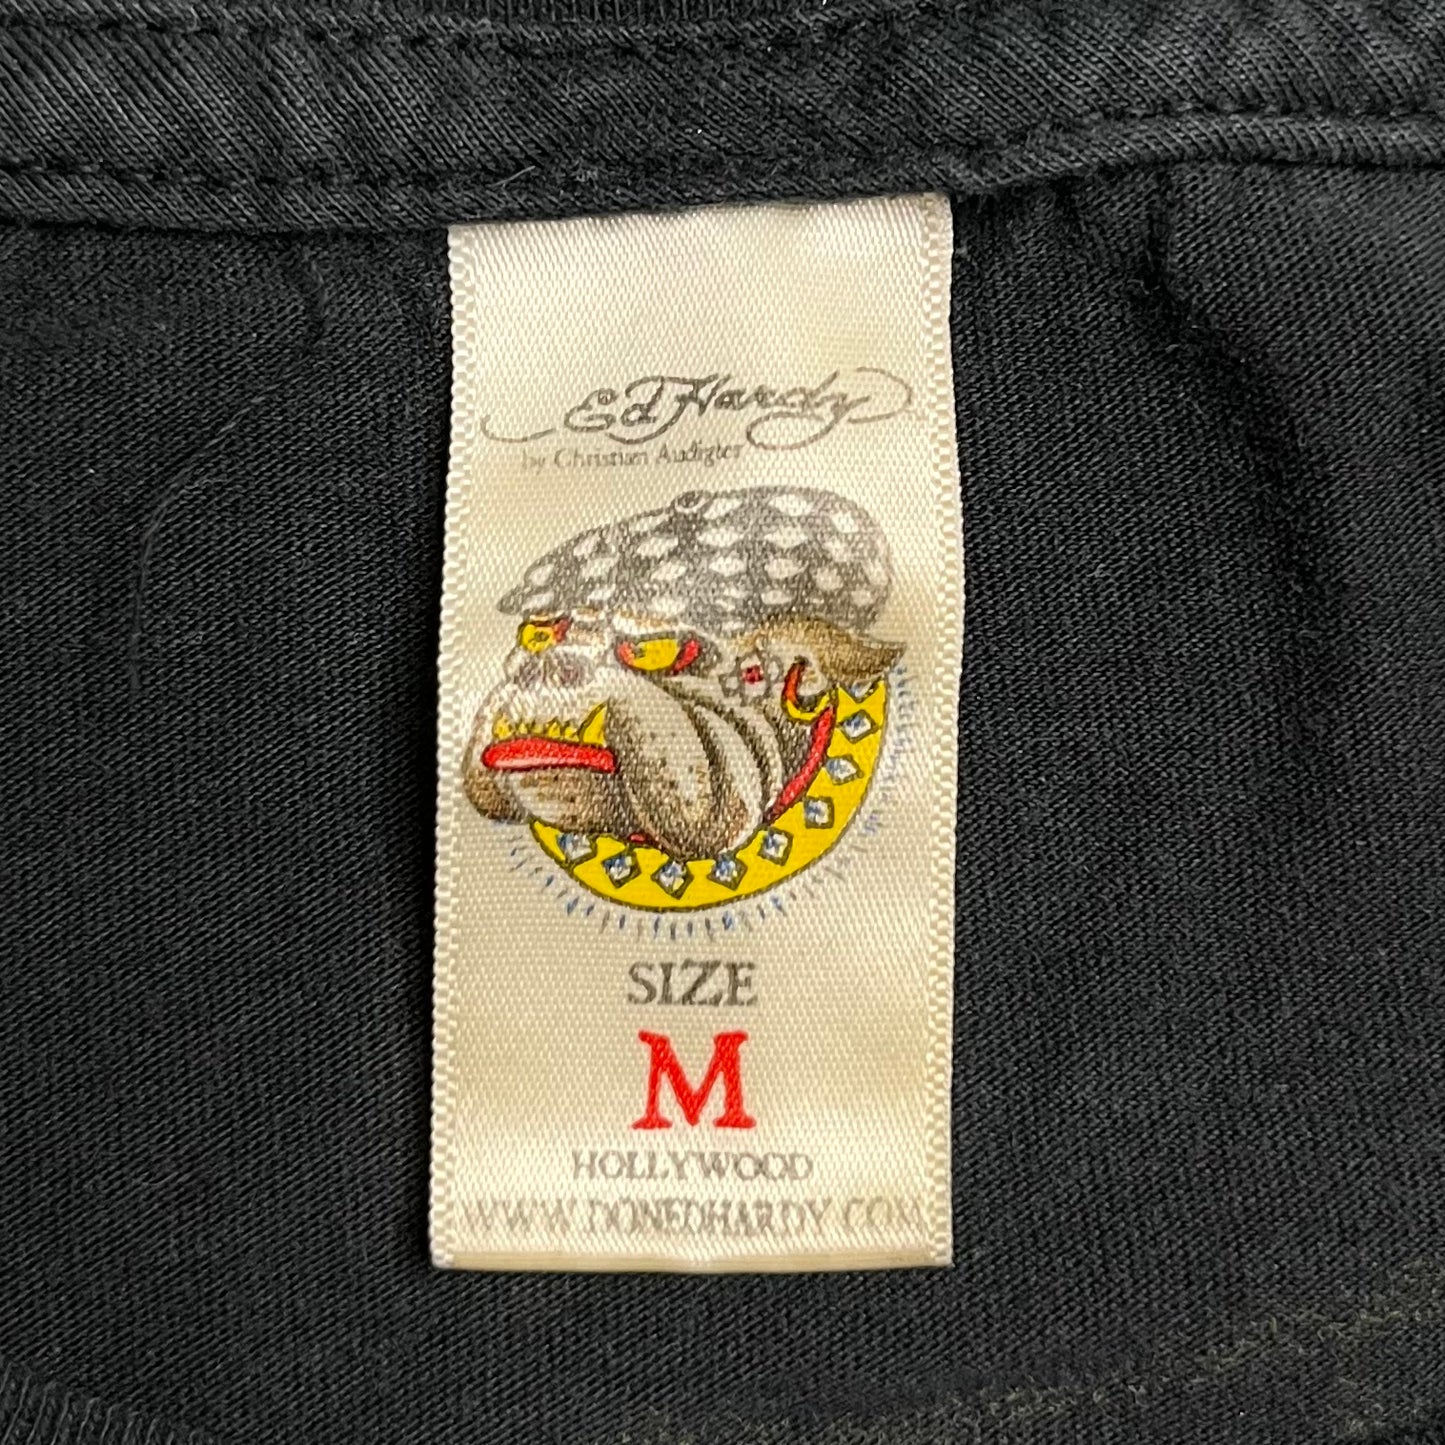 Ed Hardy
by Christian Audigier
SIZE
M
HOLLYWOOD
WWW.DONEDHARDY.COM